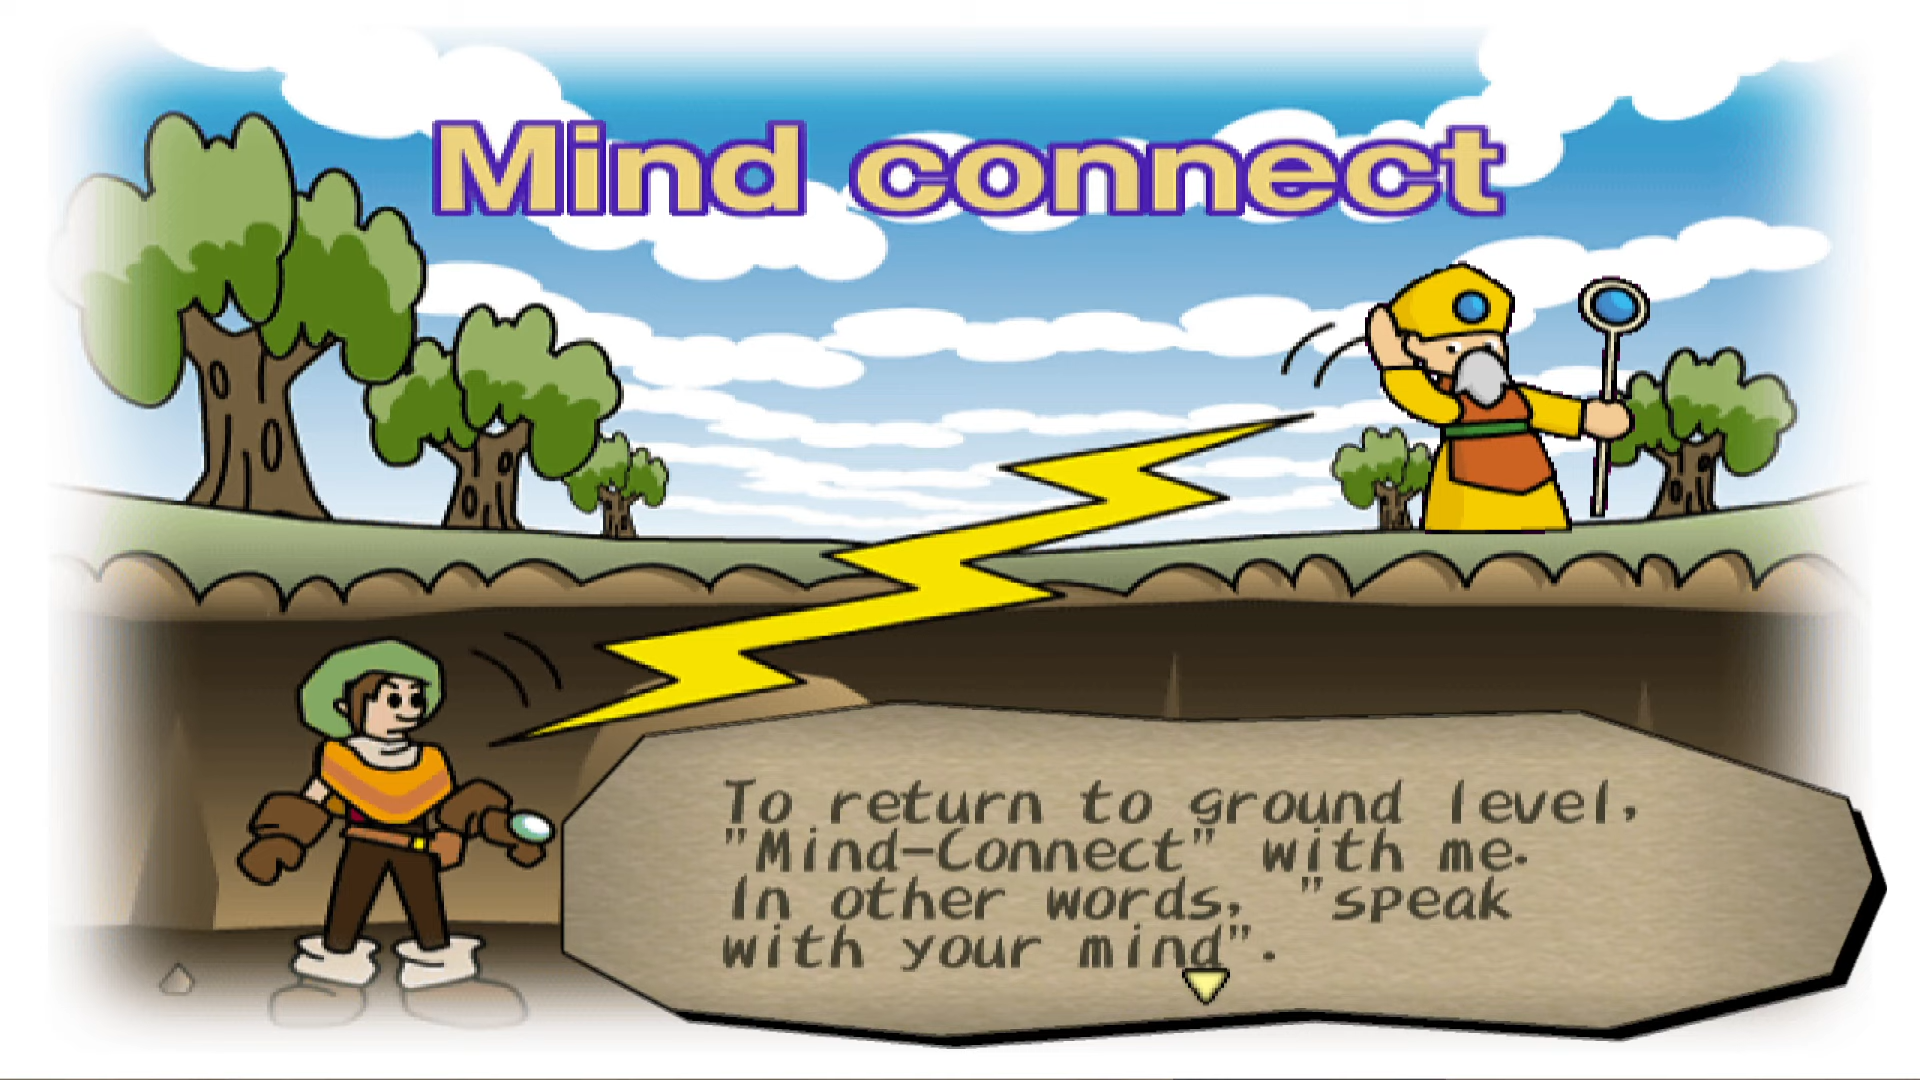 Mind connect
To return to ground level,
"Mind-Connect" with me.
In other words, "speak
with your mind".